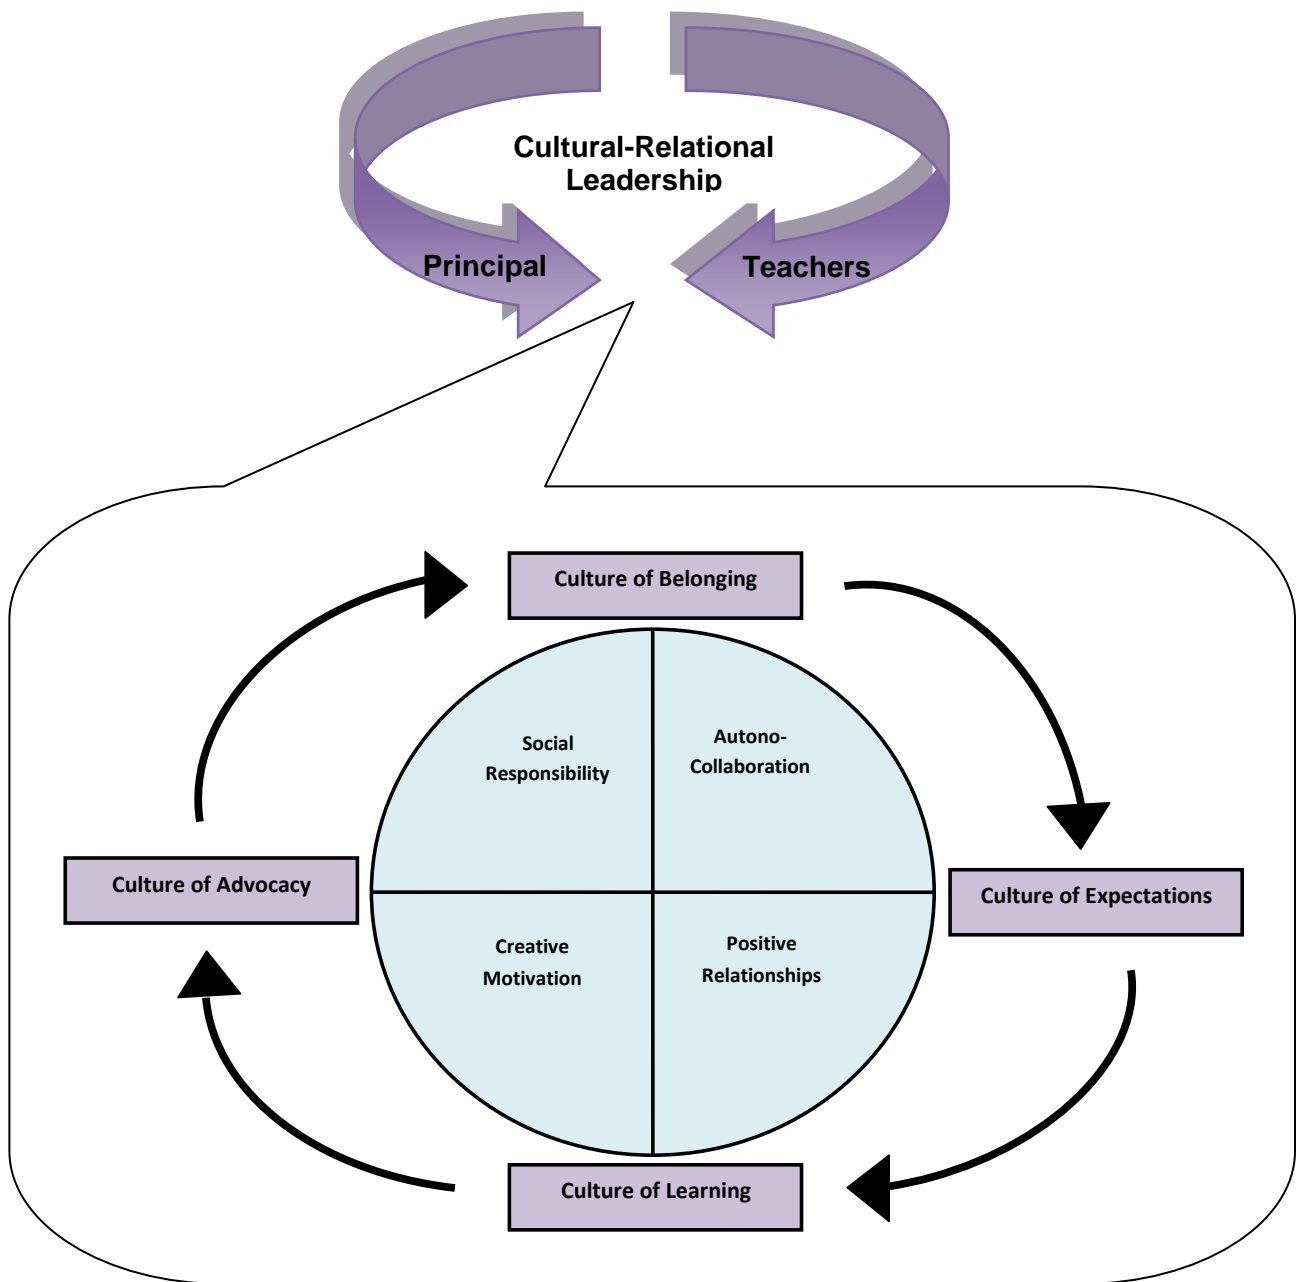 Cultural-Relational
Leadership
Principal
Teachers
Culture of Belonging
Social
Responsibility
Autono-
Collaboration
Culture of Advocacy
Culture of Expectations
Creative
Motivation
Positive
Relationships
Culture of Learning